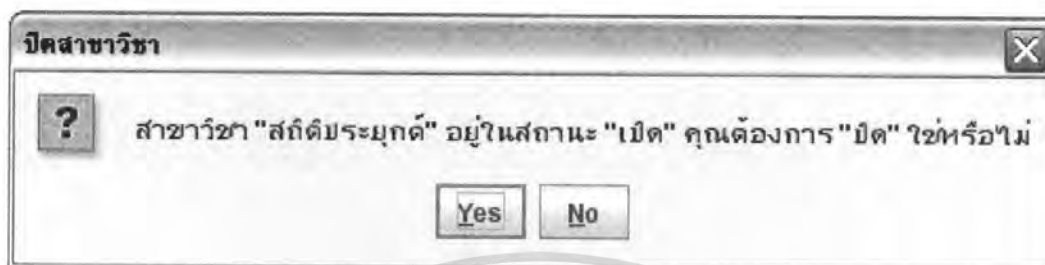 ปิดสาขาวิชา
สาขาวิชา "สถิติประยุกต์" อยู่ในสถานะ "เปิด" คุณต้องการ "ปิด" ใช่หรือไม่
Yes No